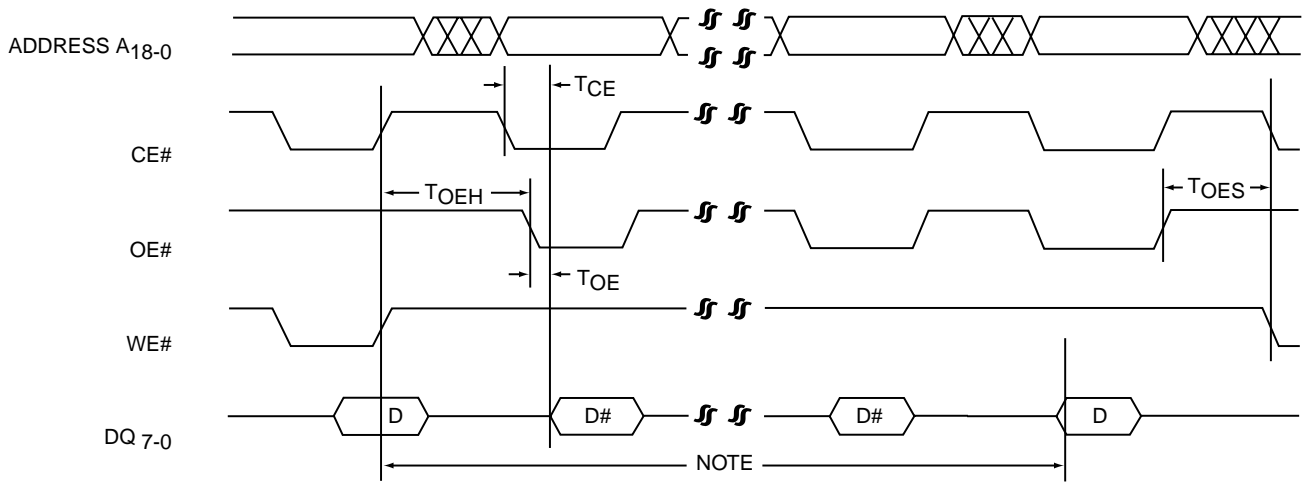 ADDRESS A18-0
TCE
CE#
TOEH
TOES
OE#
TOE
WE#
D
D#
D#
D
DQ 7-0
NOTE